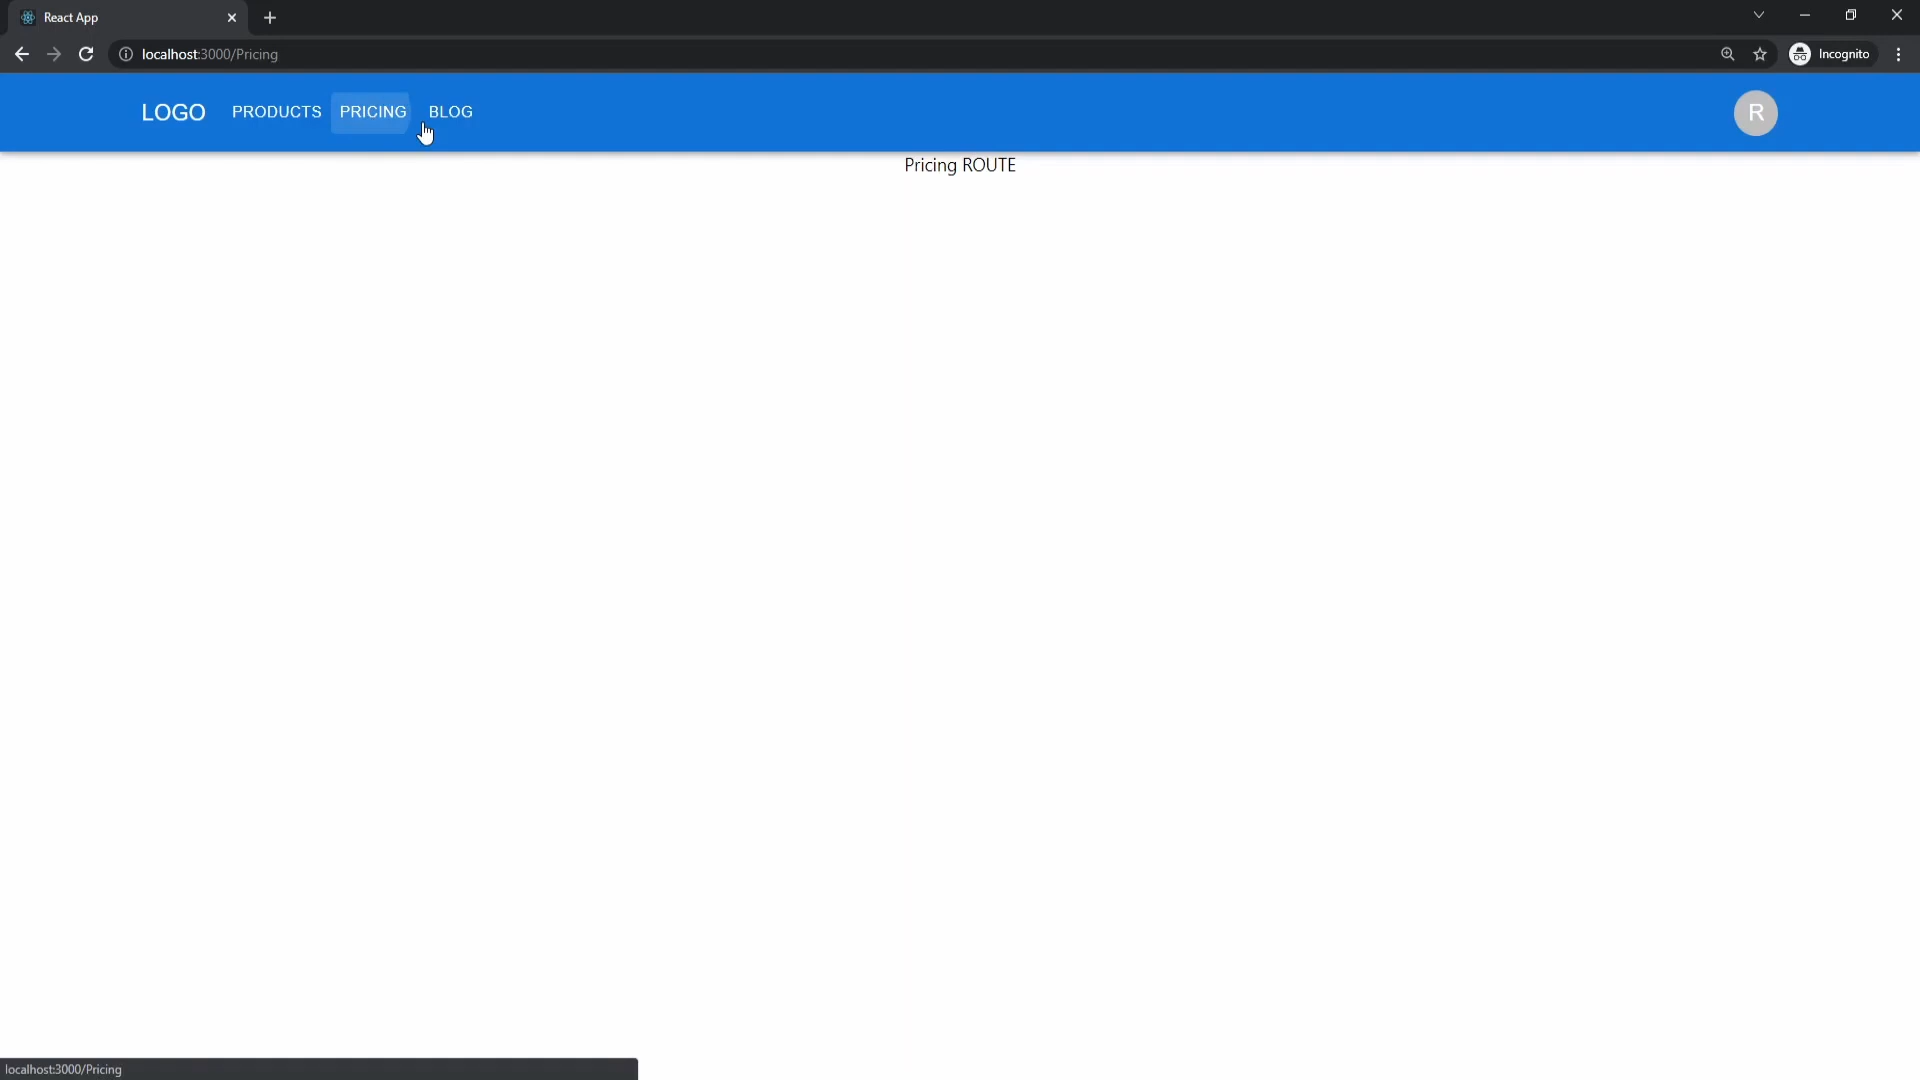 React App
localhost:3000/Pricing
Incognito
LOGO PRODUCTS PRICING BLOG R
Pricing ROUTE
localhost:3000/Pricing